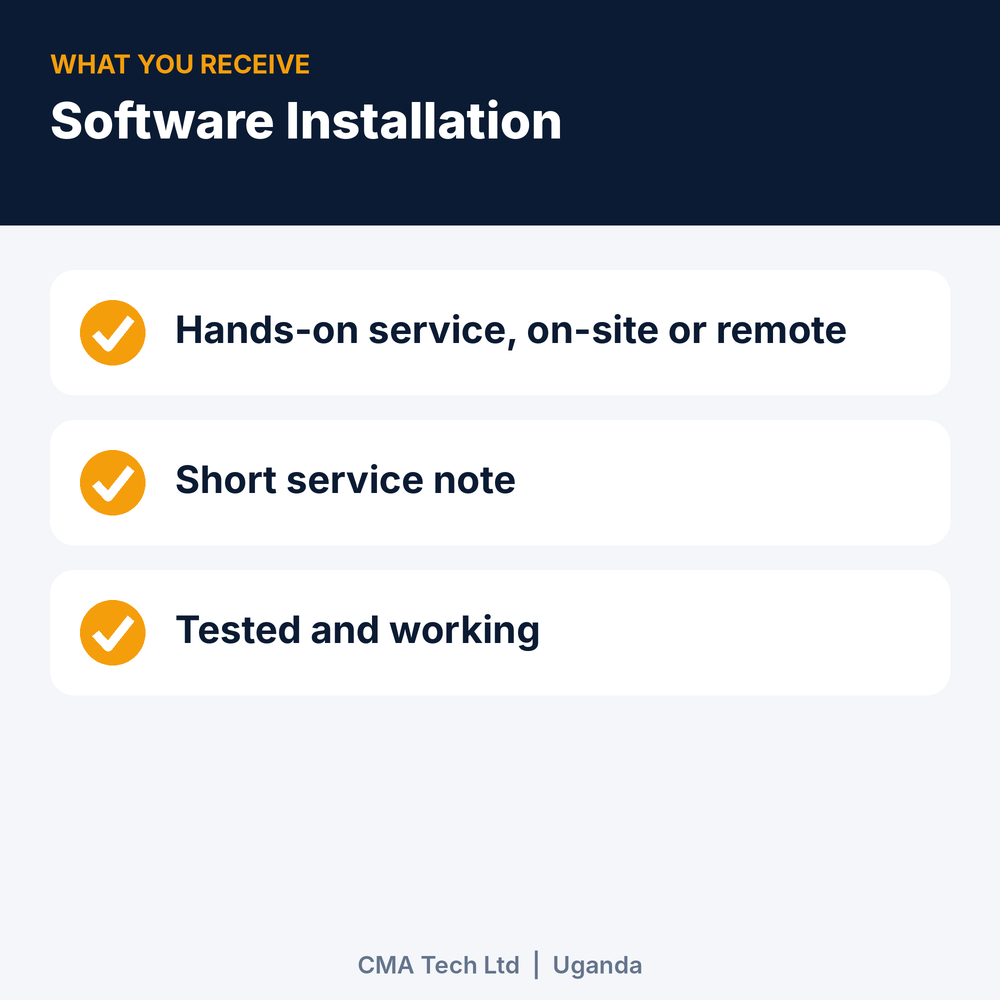 WHAT YOU RECEIVE
Software Installation
Hands-on service, on-site or remote
Short service note
Tested and working
CMA Tech Ltd | Uganda